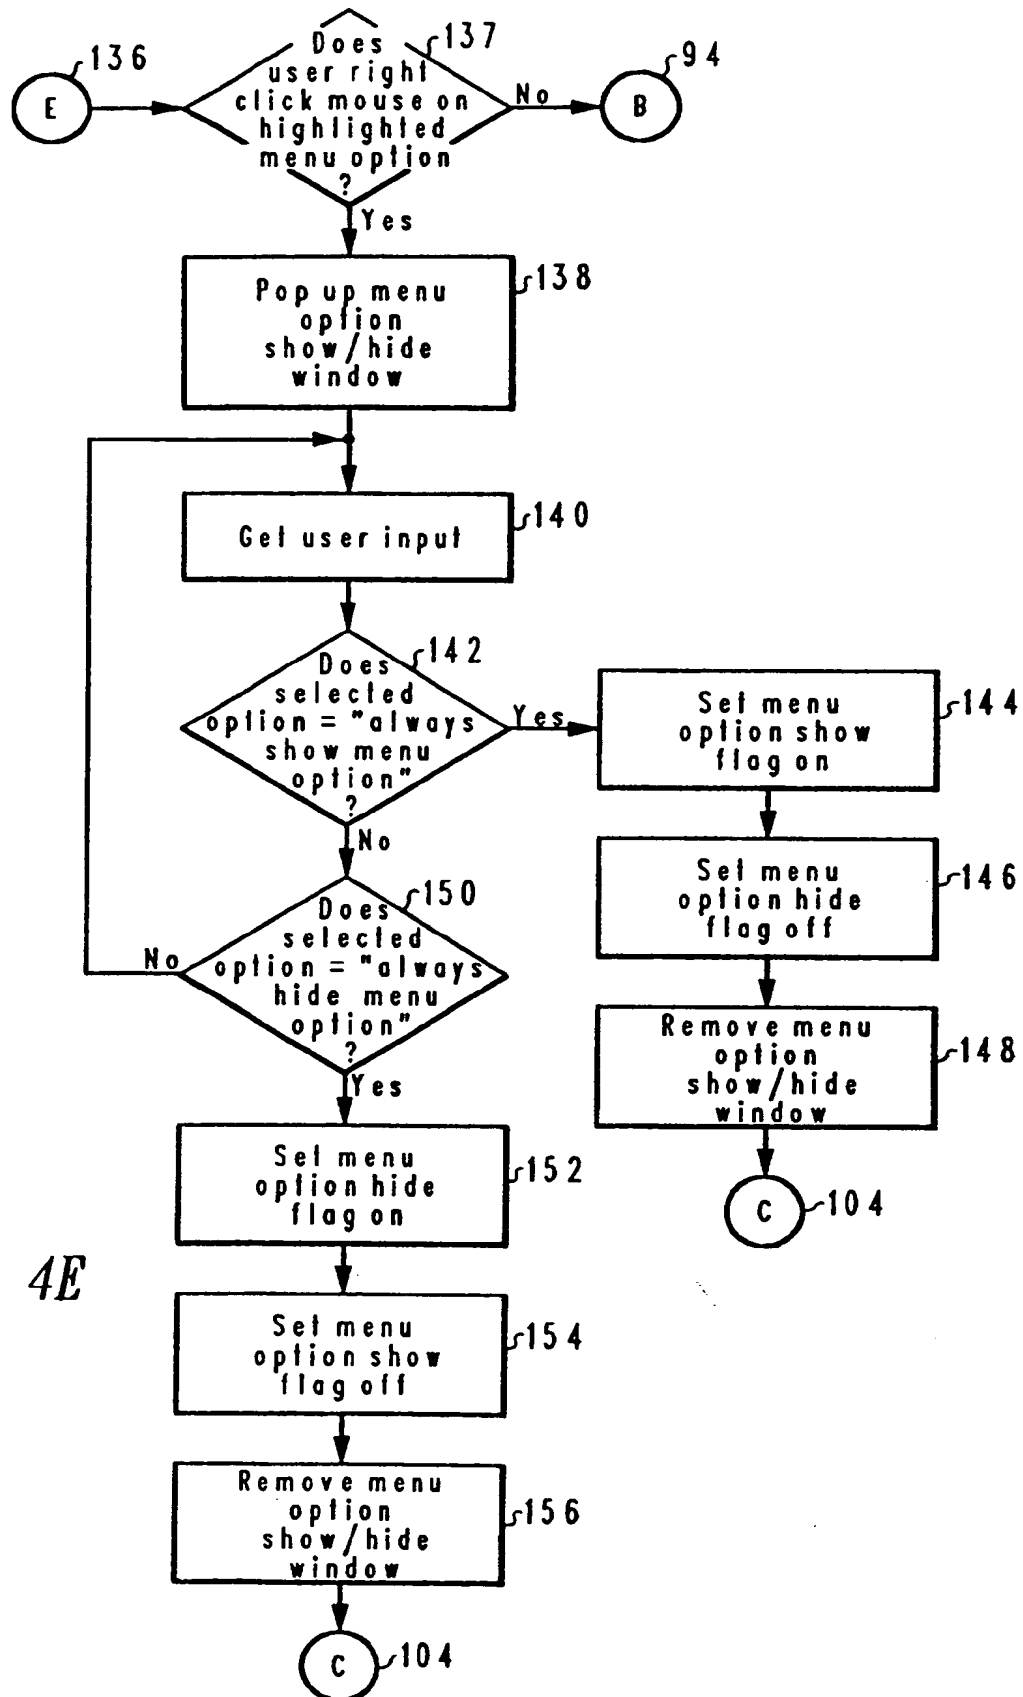 136
E
Does
user right
click mouse on
highlighted
menu option
?
137
No
B
94
Yes
Pop up menu
option
show/hide
window
138
Get user input
140
Does
selected
option = "always
show menu
option"
?
142
Yes
Set menu
option show
flag on
144
No
Set menu
option hide
flag off
146
Does
selected
option = "always
hide menu
option"
?
150
No
Remove menu
option
show/hide
window
148
Yes
C
104
Set menu
option hide
flag on
152
4E
Set menu
option show
flag off
154
Remove menu
option
show/hide
window
156
C
104